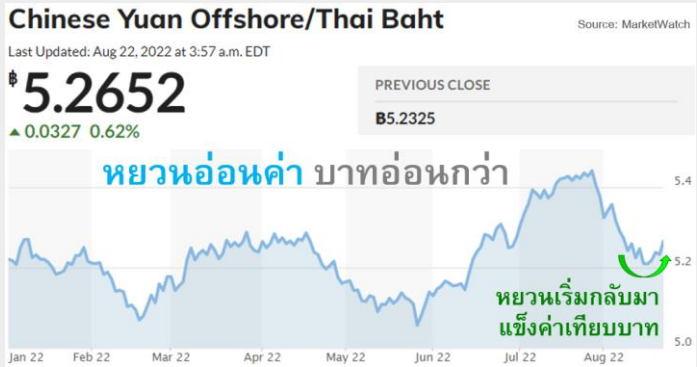 Chinese Yuan Offshore/Thai Baht
Source: MarketWatch
Last Updated: Aug 22, 2022 at 3:57 a.m. EDT
฿5.2652
▲ 0.0327 0.62%
PREVIOUS CLOSE
฿5.2325
หยวนอ่อนค่า บาทอ่อนกว่า
5.4
5.2
หยวนเริ่มกลับมา
แข็งค่าเทียบบาท
5.0
Jan 22 Feb 22 Mar 22 Apr 22 May 22 Jun 22 Jul 22 Aug 22